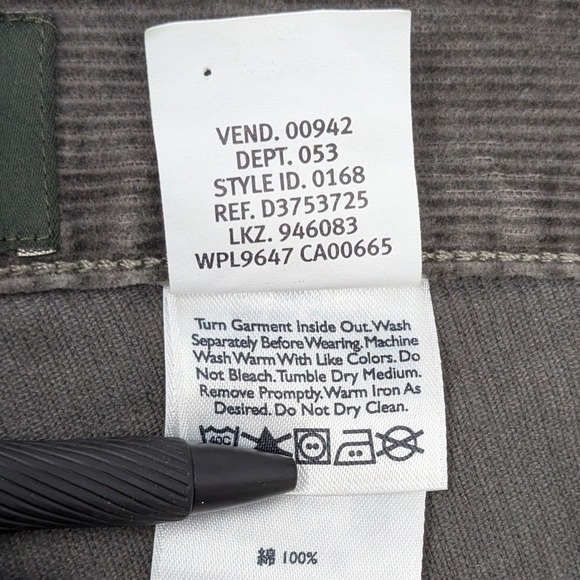 VEND. 00942
DEPT. 053
STYLE ID. 0168
REF. D3753725
LKZ. 946083
WPL9647 CA00665
Turn Garment Inside Out. Wash
Separately Before Wearing. Machine
Wash Warm With Like Colors. Do
Not Bleach. Tumble Dry Medium.
Remove Promptly. Warm Iron As
Desired. Do Not Dry Clean.
40C
綿 100%